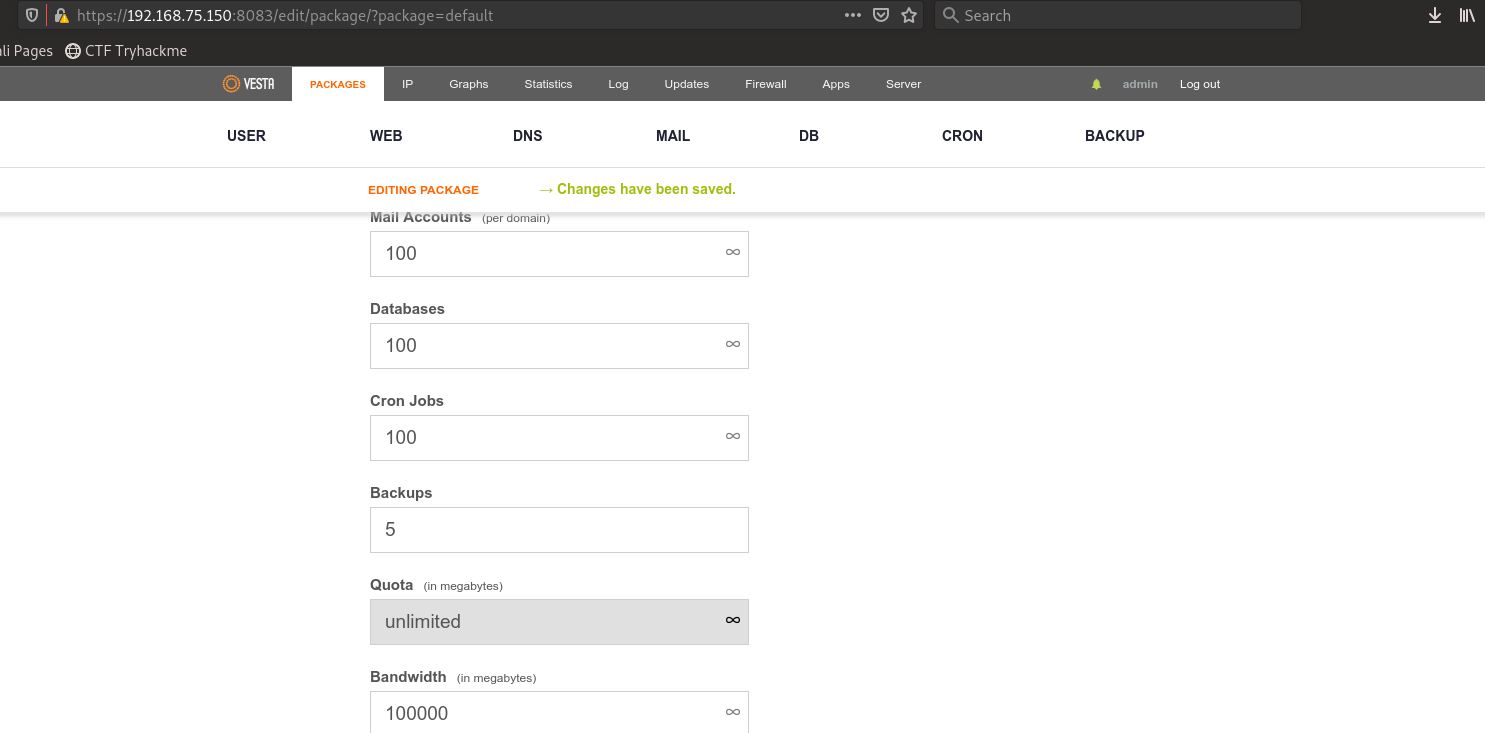 https://192.168.75.150:8083/edit/package/?package=default ••• Search
ali Pages CTF Tryhackme
VESTA PACKAGES IP Graphs Statistics Log Updates Firewall Apps Server admin Log out
USER WEB DNS MAIL DB CRON BACKUP
EDITING PACKAGE → Changes have been saved.
Mail Accounts (per domain)
100 ∞
Databases
100 ∞
Cron Jobs
100 ∞
Backups
5
Quota (in megabytes)
unlimited ∞
Bandwidth (in megabytes)
100000 ∞